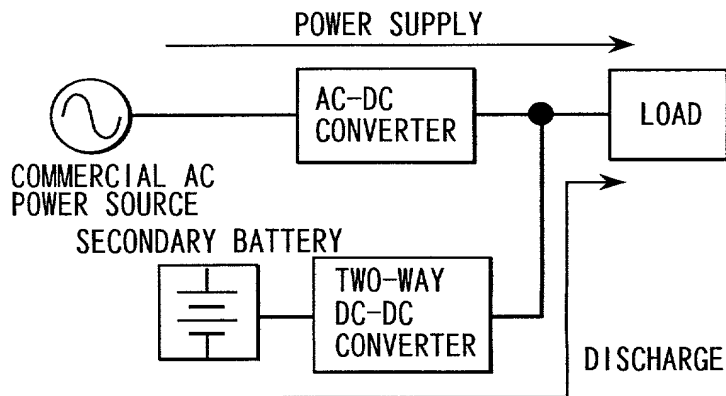 POWER SUPPLY
AC-DC
CONVERTER
LOAD
COMMERCIAL AC
POWER SOURCE
SECONDARY BATTERY
TWO-WAY
DC-DC
CONVERTER
DISCHARGE